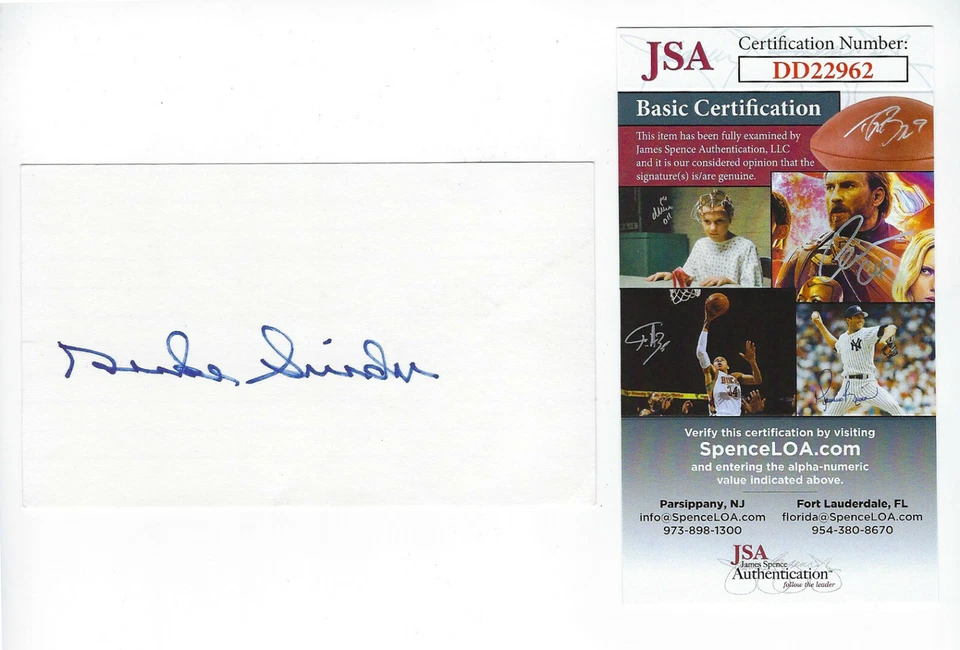 Duke Snider
JSA
Certification Number:
DD22962
Basic Certification
This item has been fully examined by
James Spence Authentication, LLC
and it is our considered opinion that the
signature(s) is/are genuine.
34
NY
Verify this certification by visiting
SpenceLOA.com
and entering the alpha-numeric
value indicated above.
Parsippany, NJ
info@SpenceLOA.com
973-898-1300
Fort Lauderdale, FL
florida@SpenceLOA.com
954-380-8670
JSA
James Spence
Authentication
follow the leader